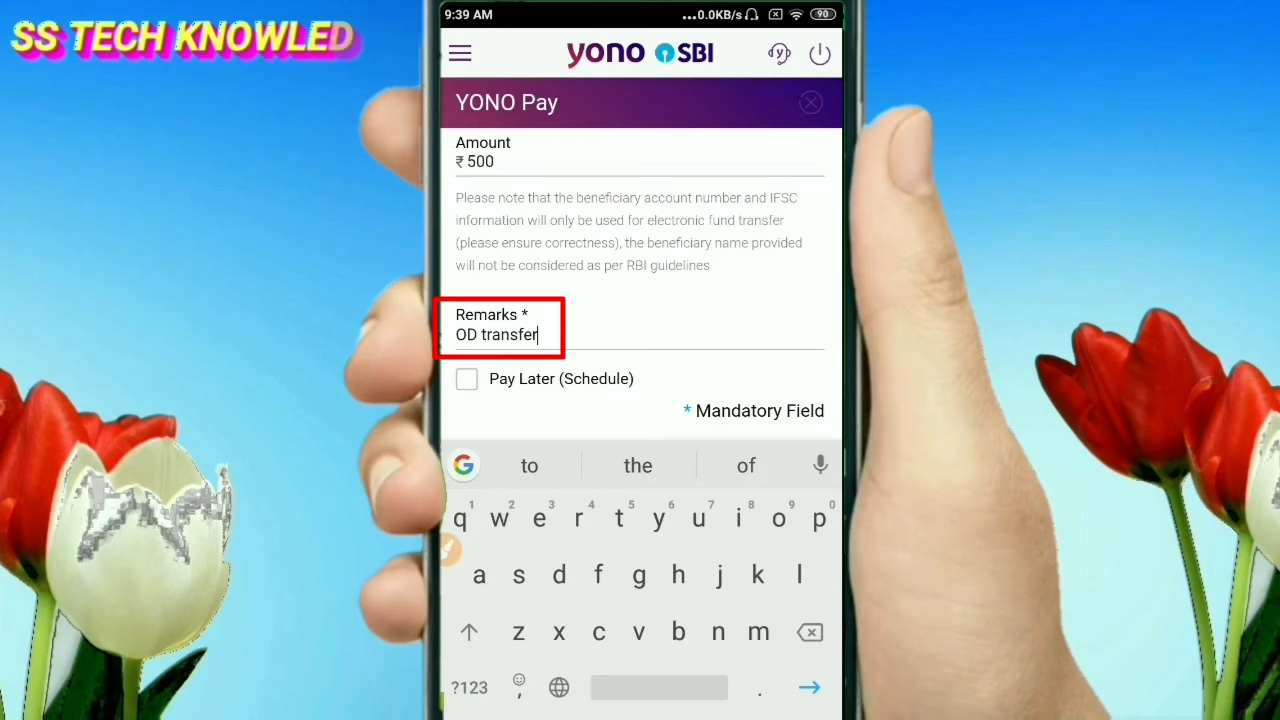 SS TECH KNOWLED
9:39 AM
...0.0KB/s
90
yono SBI
y
YONO Pay
Amount
₹ 500
Please note that the beneficiary account number and IFSC
information will only be used for electronic fund transfer
(please ensure correctness), the beneficiary name provided
will not be considered as per RBI guidelines
Remarks *
OD transfer
Pay Later (Schedule)
* Mandatory Field
G to the of
1 2 3 4 5 6 7 8 9 0
q w e r t y u i o p
a s d f g h j k l
z x c v b n m
?123 , .